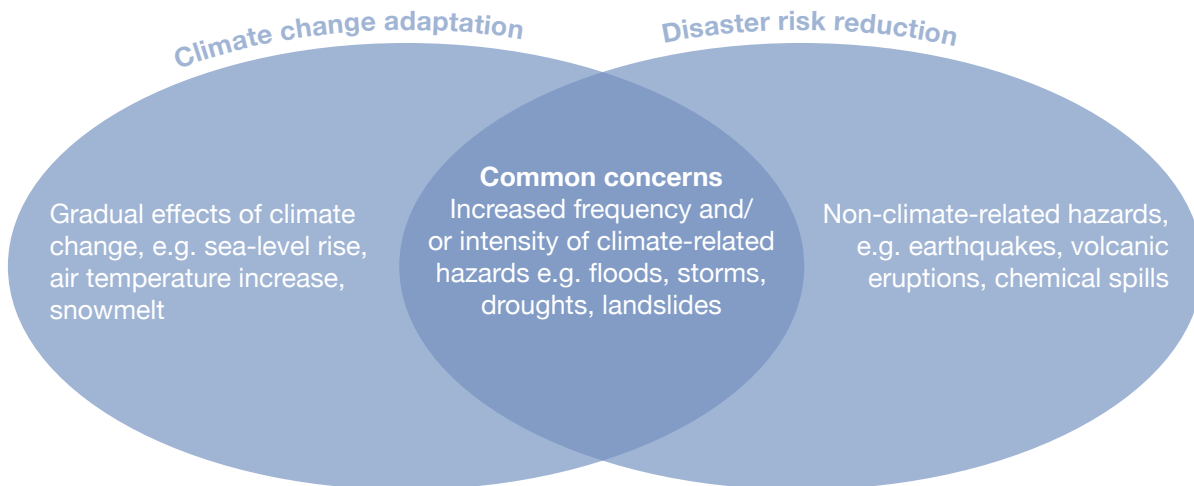 Climate change adaptation
Disaster risk reduction
Gradual effects of climate
change, e.g. sea-level rise,
air temperature increase,
snowmelt
Common concerns
Increased frequency and/
or intensity of climate-related
hazards e.g. floods, storms,
droughts, landslides
Non-climate-related hazards,
e.g. earthquakes, volcanic
eruptions, chemical spills